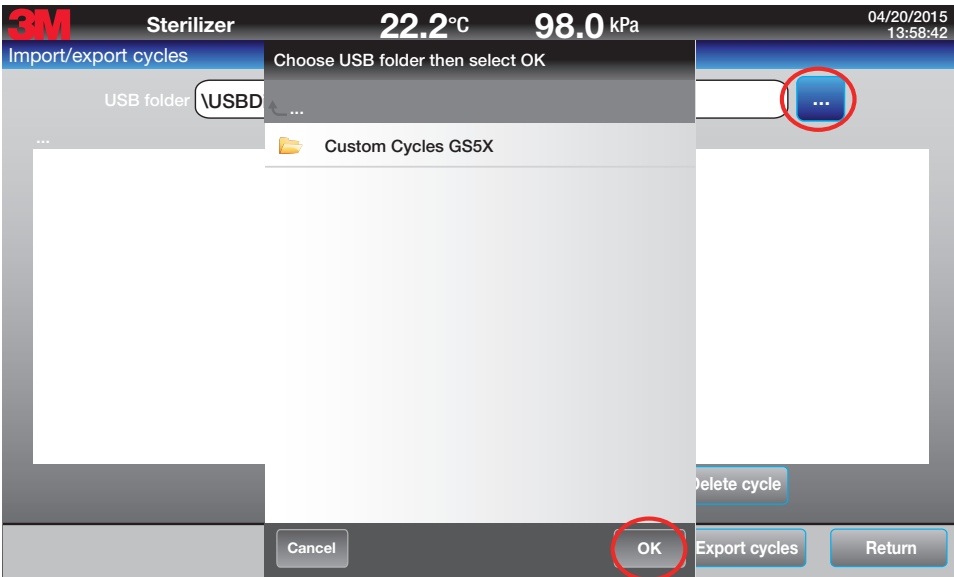 3M Sterilizer 22.2°C 98.0 kPa 04/20/2015
13:58:42
Import/export cycles
Choose USB folder then select OK
USB folder \USBD
...
...
...
Custom Cycles GS5X
Delete cycle
Cancel OK Export cycles Return